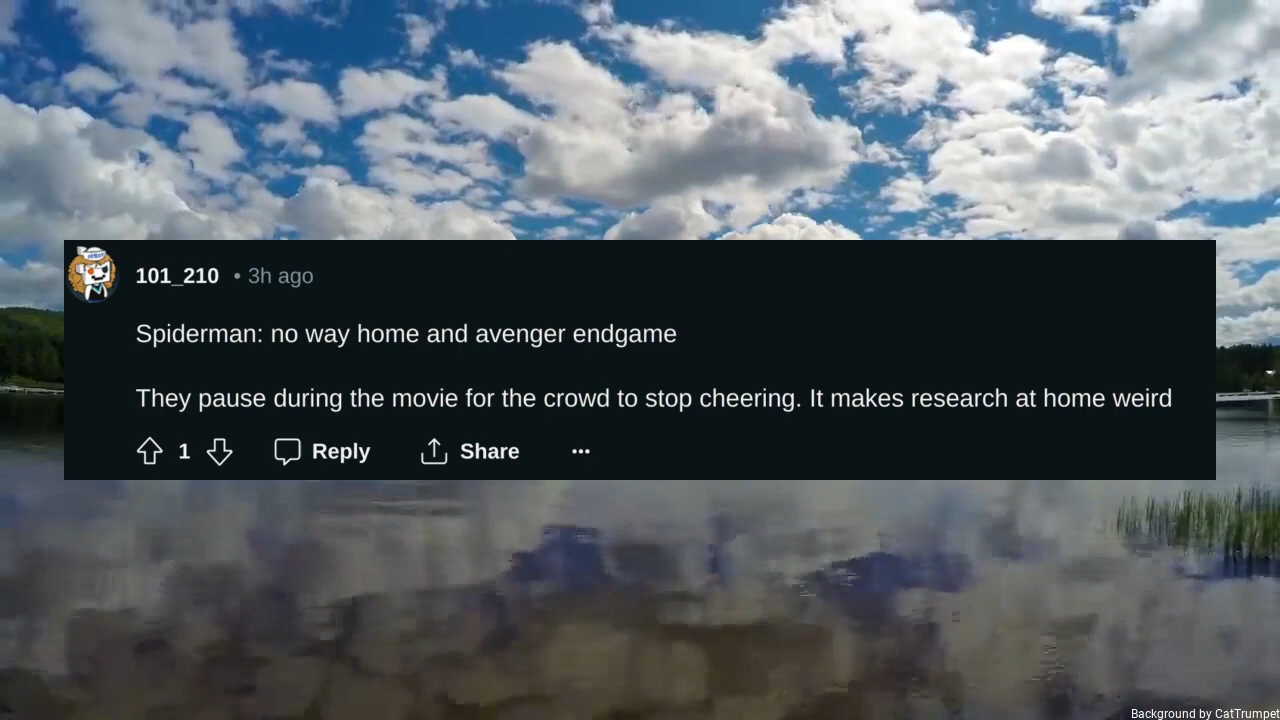 101_210 • 3h ago
Spiderman: no way home and avenger endgame
They pause during the movie for the crowd to stop cheering. It makes research at home weird
1 Reply Share ···
Background by CatTrumpet